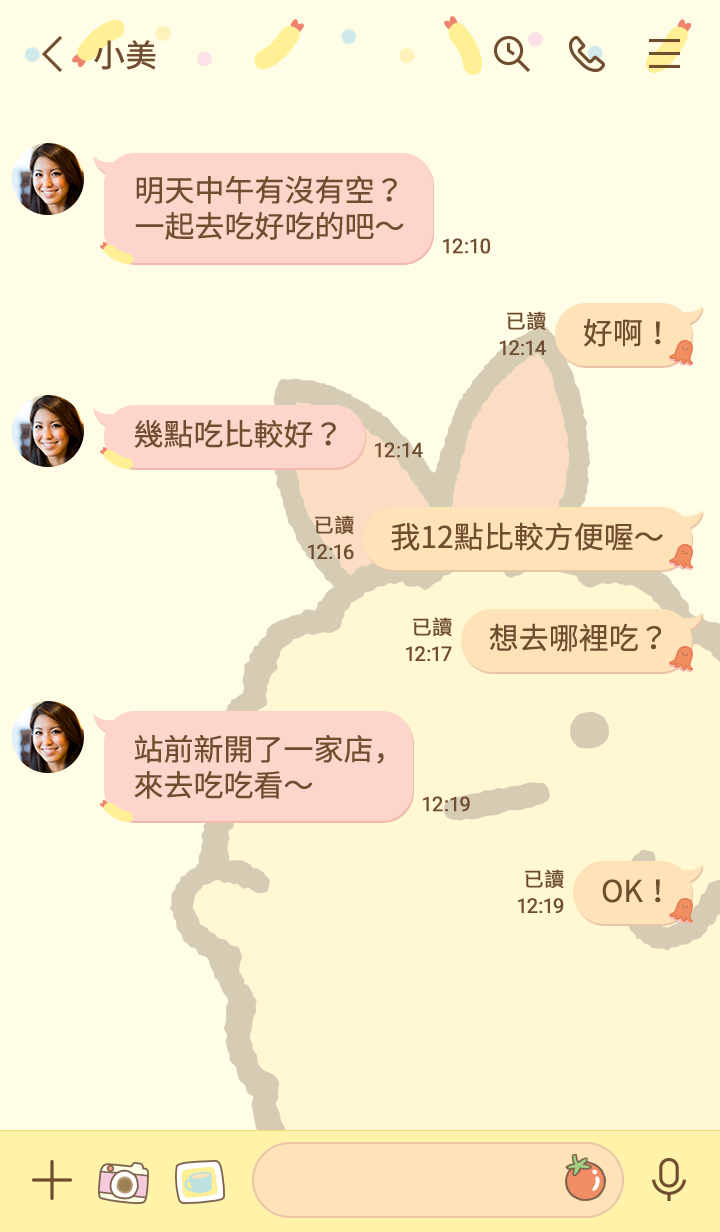 小美
明天中午有沒有空？
一起去吃好吃的吧～
12:10
已讀
12:14
好啊！
幾點吃比較好？
12:14
已讀
12:16
我12點比較方便喔～
已讀
12:17
想去哪裡吃？
站前新開了一家店，
來去吃吃看～
12:19
已讀
12:19
OK！